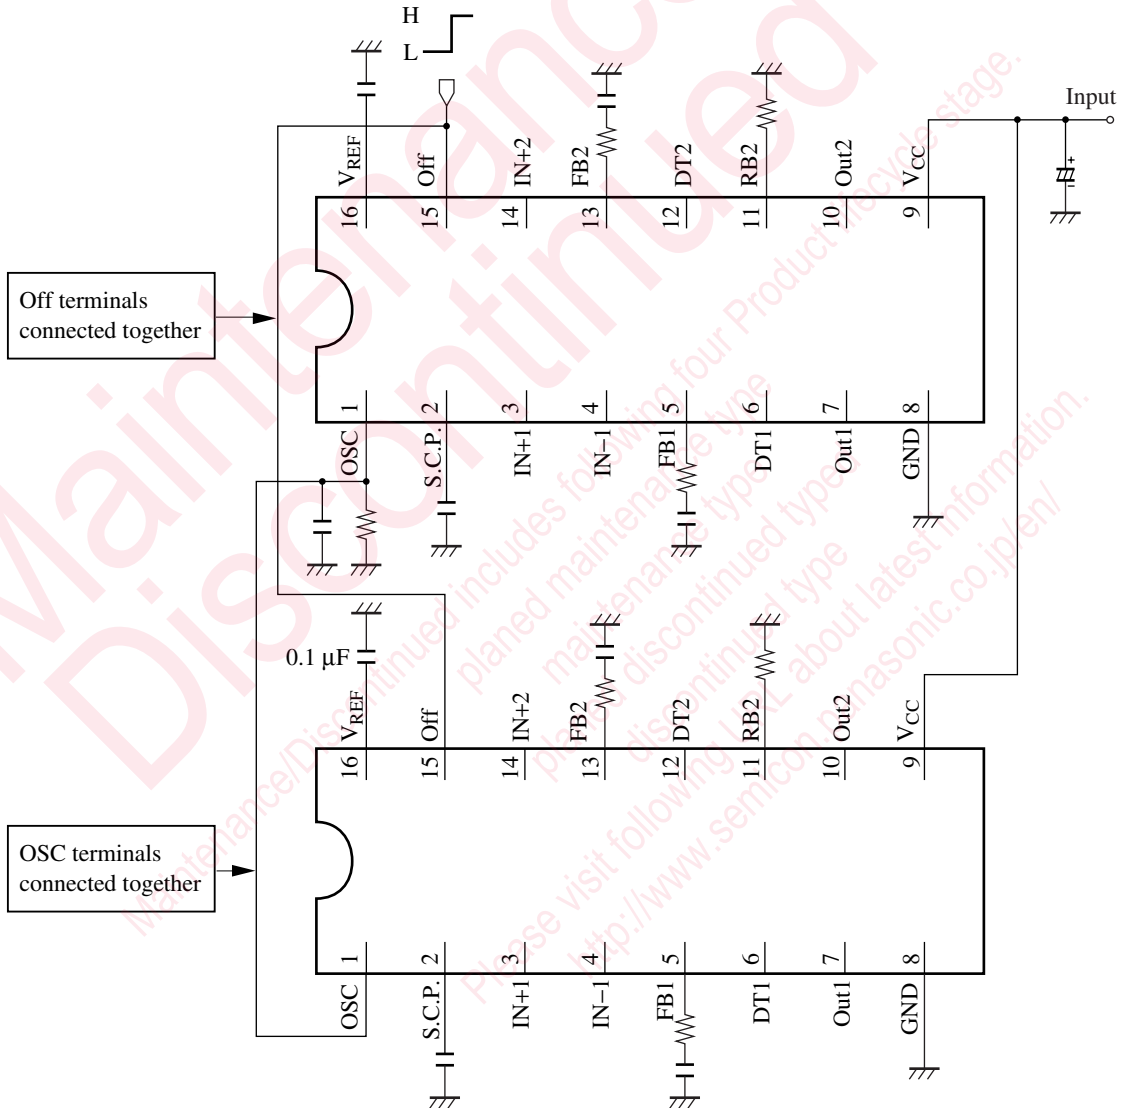 H
L
Input
VREF
Off
IN+2
FB2
DT2
RB2
Out2
VCC
16
15
14
13
12
11
10
9
Off terminals
connected together
1
2
3
4
5
6
7
8
OSC
S.C.P.
IN+1
IN−1
FB1
DT1
Out1
GND
0.1 µF
VREF
Off
IN+2
FB2
DT2
RB2
Out2
VCC
16
15
14
13
12
11
10
9
OSC terminals
connected together
1
2
3
4
5
6
7
8
OSC
S.C.P.
IN+1
IN−1
FB1
DT1
Out1
GND
Maintenance
Discontinued
Maintenance/Discontinued includes following four Product lifecycle stage.
planed maintenance type
maintenance type
planed discontinued typed
discontinued type
Please visit following URL about latest information.
http://www.semicon.panasonic.co.jp/en/